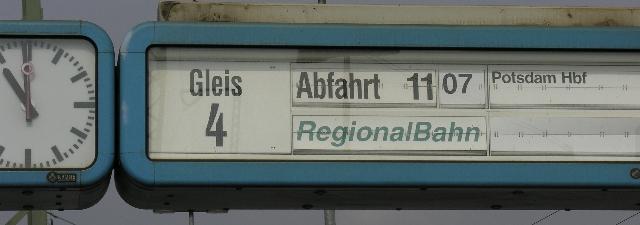 Gleis
4
Abfahrt 11 07
Potsdam Hbf
RegionalBahn